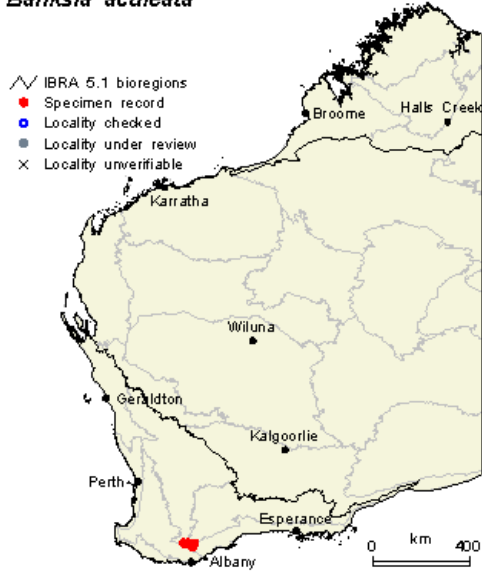 Banksia aculeata
IBRA 5.1 bioregions
Specimen record
Locality checked
Locality under review
Locality unverifiable
Broome
Halls Creek
Karratha
Wiluna
Geraldton
Kalgoorlie
Perth
Esperance
Albany
km
0 400